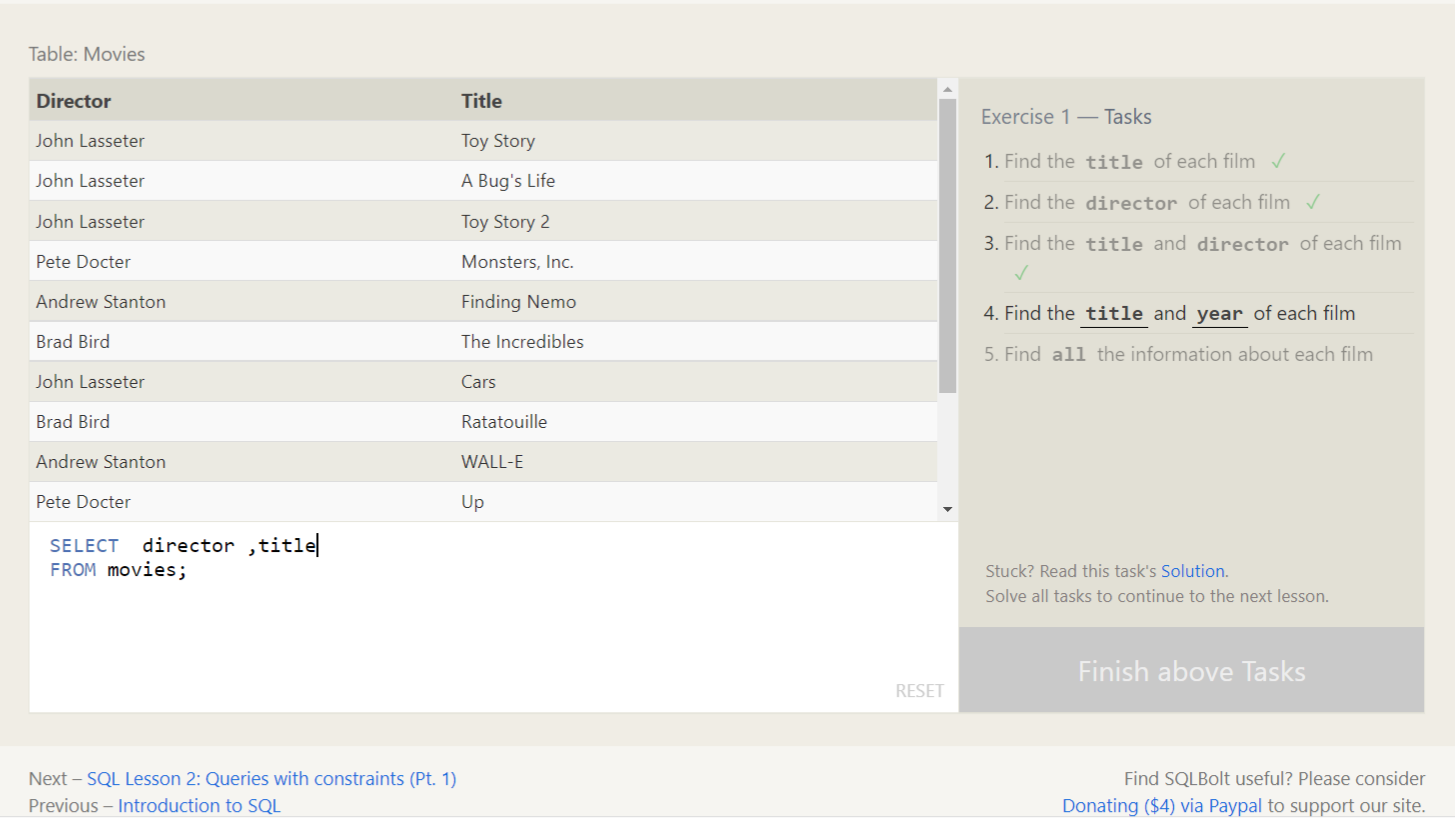 Table: Movies
Director Title
John Lasseter Toy Story
John Lasseter A Bug's Life
John Lasseter Toy Story 2
Pete Docter Monsters, Inc.
Andrew Stanton Finding Nemo
Brad Bird The Incredibles
John Lasseter Cars
Brad Bird Ratatouille
Andrew Stanton WALL-E
Pete Docter Up
SELECT  director ,title
FROM movies;
RESET
Exercise 1 — Tasks
1. Find the title of each film ✓
2. Find the director of each film ✓
3. Find the title and director of each film
✓
4. Find the title and year of each film
5. Find all the information about each film
Stuck? Read this task's Solution.
Solve all tasks to continue to the next lesson.
Finish above Tasks
Next – SQL Lesson 2: Queries with constraints (Pt. 1)
Previous – Introduction to SQL
Find SQLBolt useful? Please consider
Donating ($4) via Paypal to support our site.